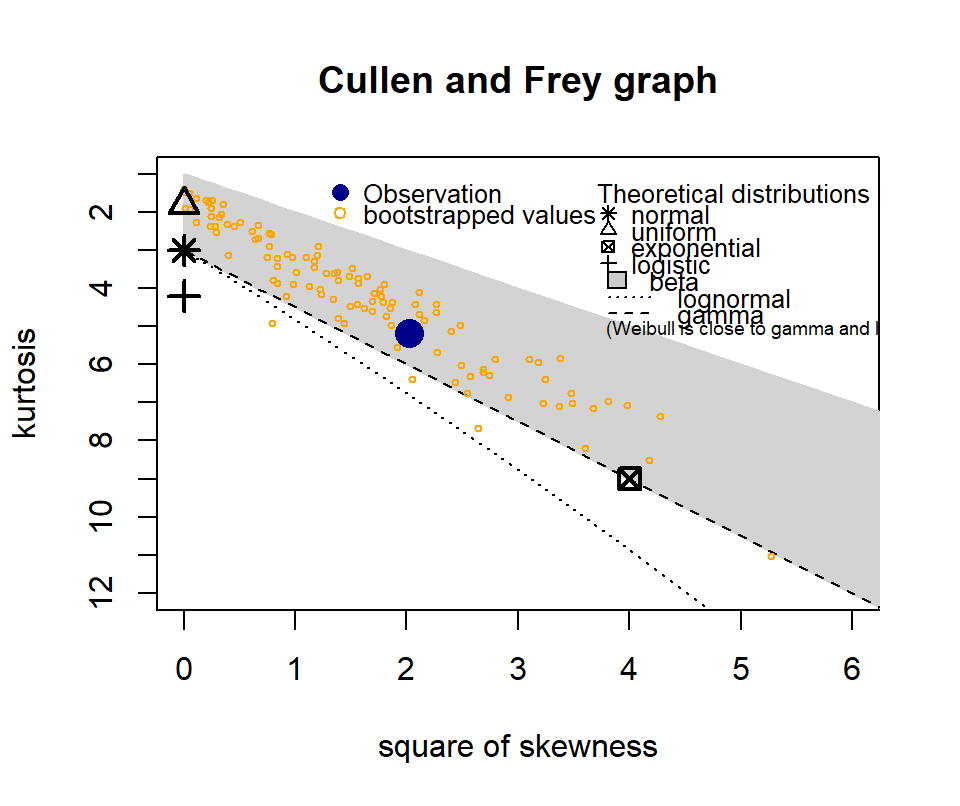 Cullen and Frey graph
Observation
bootstrapped values
Theoretical distributions
normal
uniform
exponential
logistic
beta
lognormal
gamma
(Weibull is close to gamma and l
kurtosis
2
4
6
8
10
12
0 1 2 3 4 5 6
square of skewness